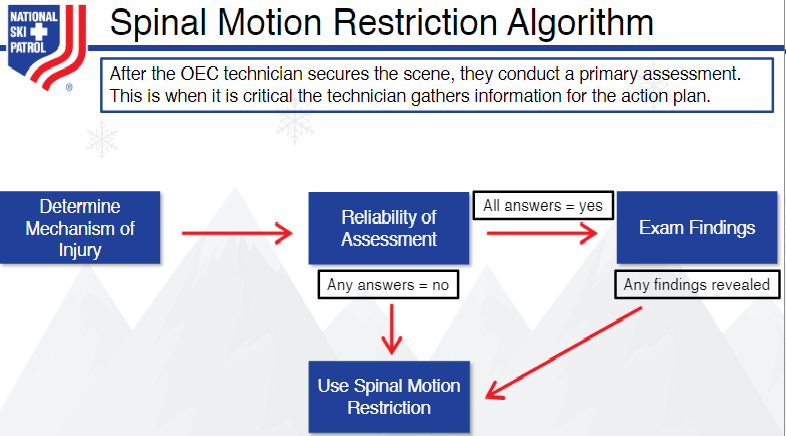 NATIONAL
SKI
PATROL
®
Spinal Motion Restriction Algorithm
After the OEC technician secures the scene, they conduct a primary assessment.
This is when it is critical the technician gathers information for the action plan.
Determine
Mechanism of
Injury
Reliability of
Assessment
All answers = yes
Exam Findings
Any answers = no
Any findings revealed
Use Spinal Motion
Restriction